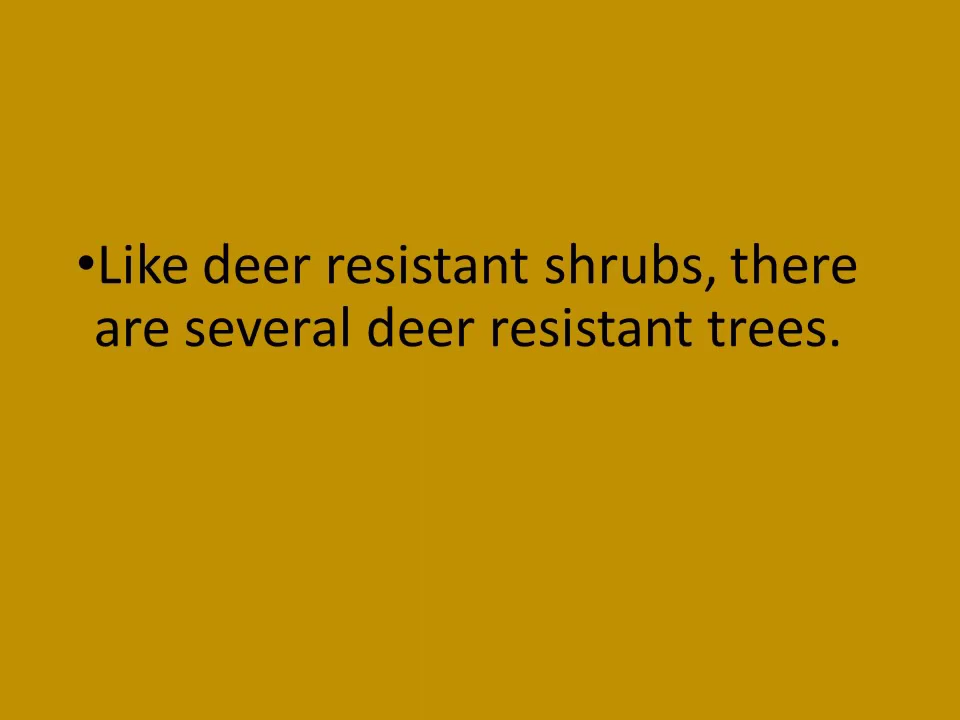 •Like deer resistant shrubs, there
are several deer resistant trees.